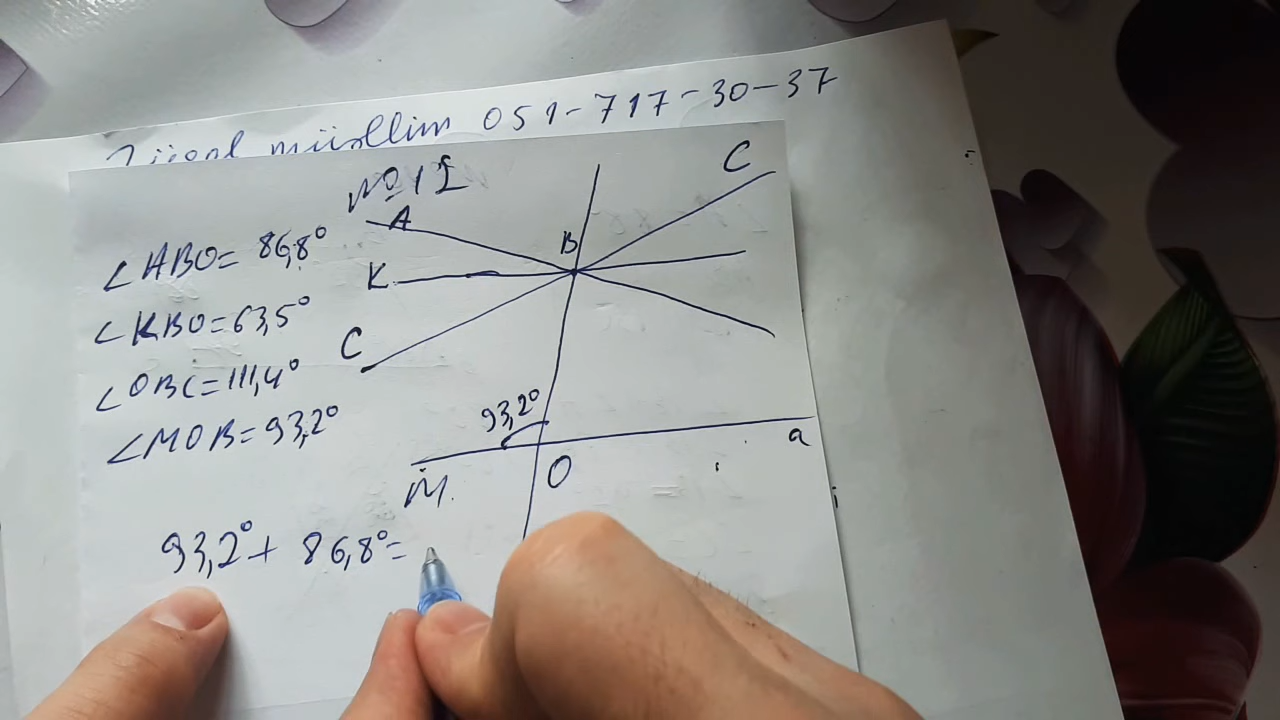 müəllim 051-717-30-37
№ 12
∠ABO=86,8°
∠KBO=63,5°
∠OBC=111,4°
∠MOB=93,2°
A
B
C
K
C
93,2°
a
M
O
93,2°+ 86,8°=